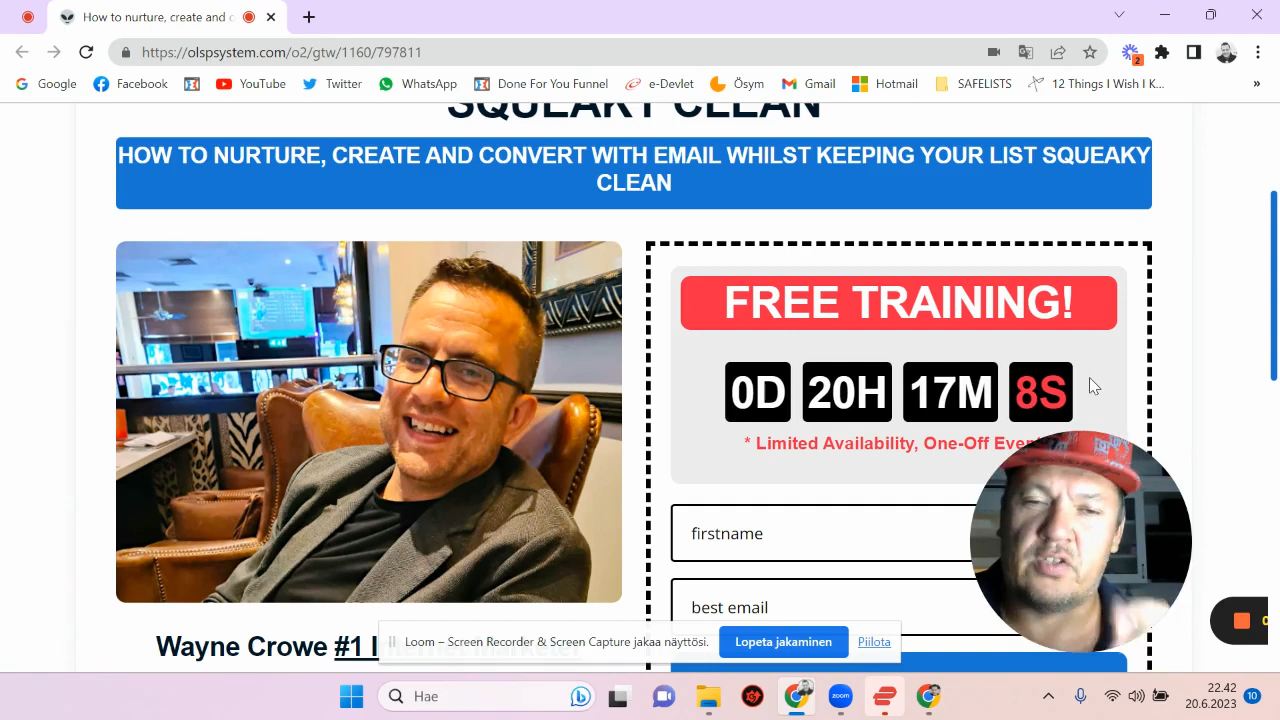 How to nurture, create and c
https://olspsystem.com/o2/gtw/1160/797811
2
Google
Facebook
YouTube
Twitter
WhatsApp
Done For You Funnel
e-Devlet
Ösym
Gmail
Hotmail
SAFELISTS
12 Things I Wish I K...
»
SQUEAKY CLEAN
HOW TO NURTURE, CREATE AND CONVERT WITH EMAIL WHILST KEEPING YOUR LIST SQUEAKY
CLEAN
FREE TRAINING!
0D 20H 17M 8S
* Limited Availability, One-Off Even
firstname
best email
Wayne Crowe #1 I
Loom – Screen Recorder & Screen Capture jakaa näyttösi.
Lopeta jakaminen
Piilota
Hae
22.42
20.6.2023
10